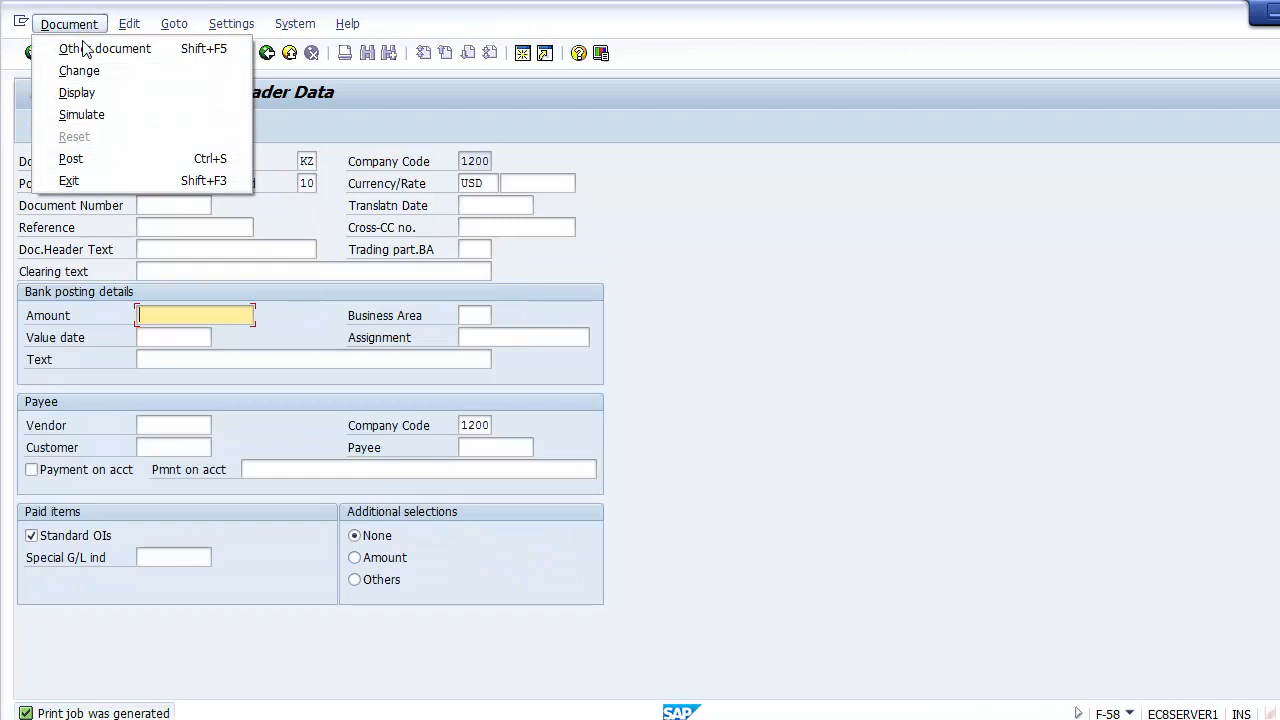 Document Edit Goto Settings System Help
Other document Shift+F5
Change
Display
Simulate
Reset
Post Ctrl+S
Exit Shift+F3
ader Data
Do KZ Company Code 1200
Po d 10 Currency/Rate USD
Document Number Translatn Date
Reference Cross-CC no.
Doc.Header Text Trading part.BA
Clearing text
Bank posting details
Amount Business Area
Value date Assignment
Text
Payee
Vendor Company Code 1200
Customer Payee
Payment on acct Pmnt on acct
Paid items Additional selections
Standard OIs None
Special G/L ind Amount
Others
Print job was generated SAP F-58 EC8SERVER1 INS